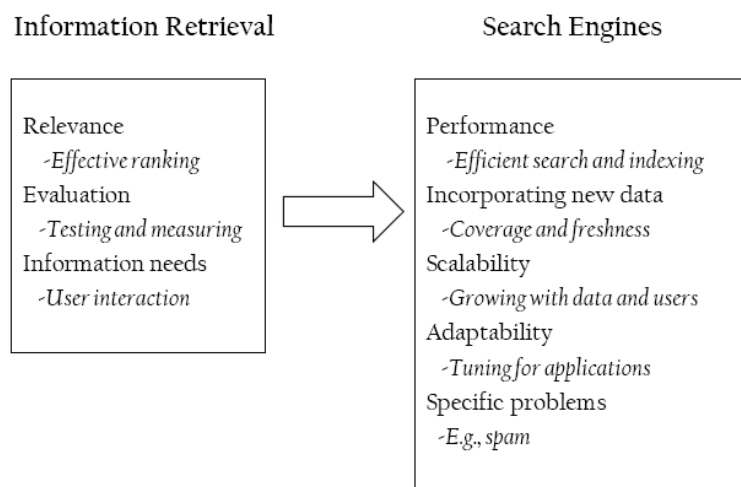 Information Retrieval
Search Engines
Relevance
-Effective ranking
Evaluation
-Testing and measuring
Information needs
-User interaction
Performance
-Efficient search and indexing
Incorporating new data
-Coverage and freshness
Scalability
-Growing with data and users
Adaptability
-Tuning for applications
Specific problems
-E.g., spam